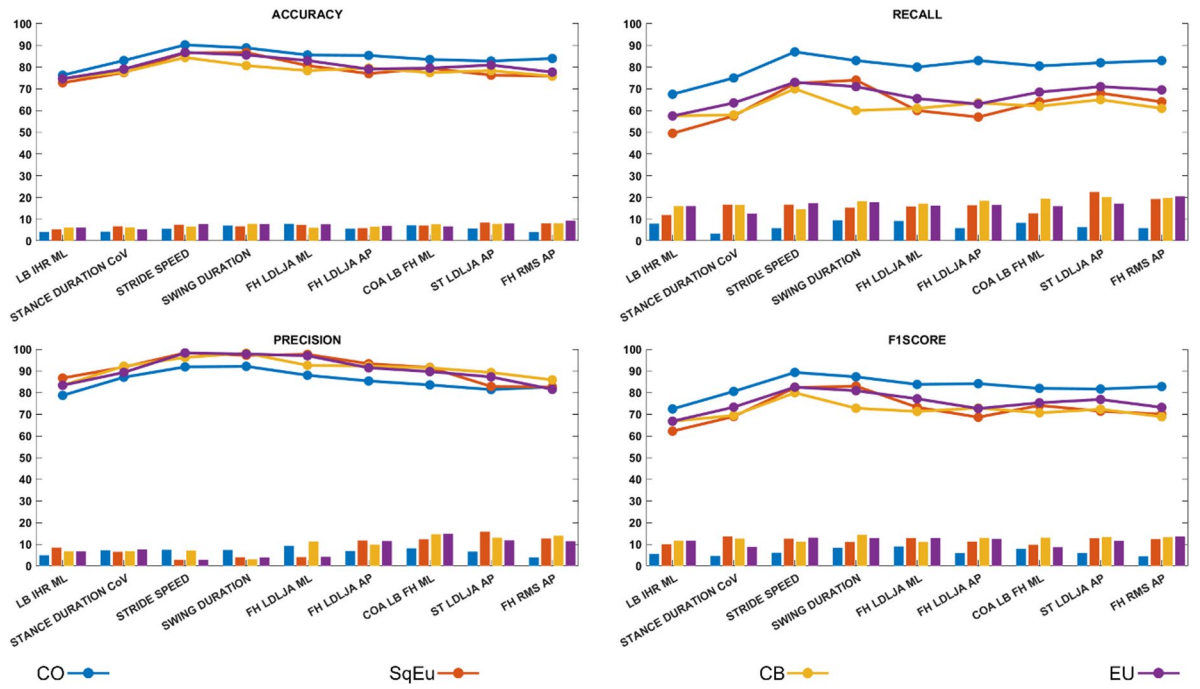 ACCURACY
100
90
80
70
60
50
40
30
20
10
0
LB IHR ML
STANCE DURATION CoV
STRIDE SPEED
SWING DURATION
FH LDLJA ML
FH LDLJA AP
COA LB FH ML
ST LDLJA AP
FH RMS AP
RECALL
100
90
80
70
60
50
40
30
20
10
0
LB IHR ML
STANCE DURATION CoV
STRIDE SPEED
SWING DURATION
FH LDLJA ML
FH LDLJA AP
COA LB FH ML
ST LDLJA AP
FH RMS AP
PRECISION
100
90
80
70
60
50
40
30
20
10
0
LB IHR ML
STANCE DURATION CoV
STRIDE SPEED
SWING DURATION
FH LDLJA ML
FH LDLJA AP
COA LB FH ML
ST LDLJA AP
FH RMS AP
F1SCORE
100
90
80
70
60
50
40
30
20
10
0
LB IHR ML
STANCE DURATION CoV
STRIDE SPEED
SWING DURATION
FH LDLJA ML
FH LDLJA AP
COA LB FH ML
ST LDLJA AP
FH RMS AP
CO SqEu CB EU